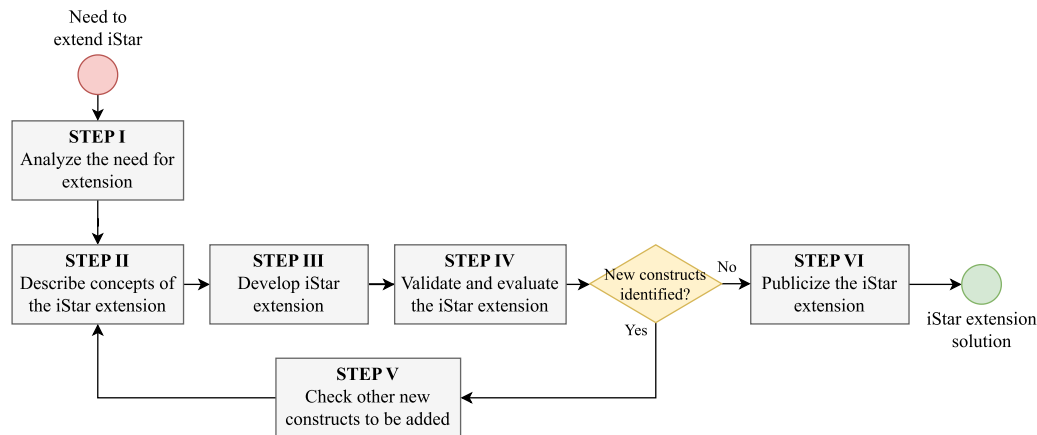 Need to
extend iStar
STEP I
Analyze the need for
extension
STEP II
Describe concepts of
the iStar extension
STEP III
Develop iStar
extension
STEP IV
Validate and evaluate
the iStar extension
New constructs
identified?
No
Yes
STEP VI
Publicize the iStar
extension
iStar extension
solution
STEP V
Check other new
constructs to be added